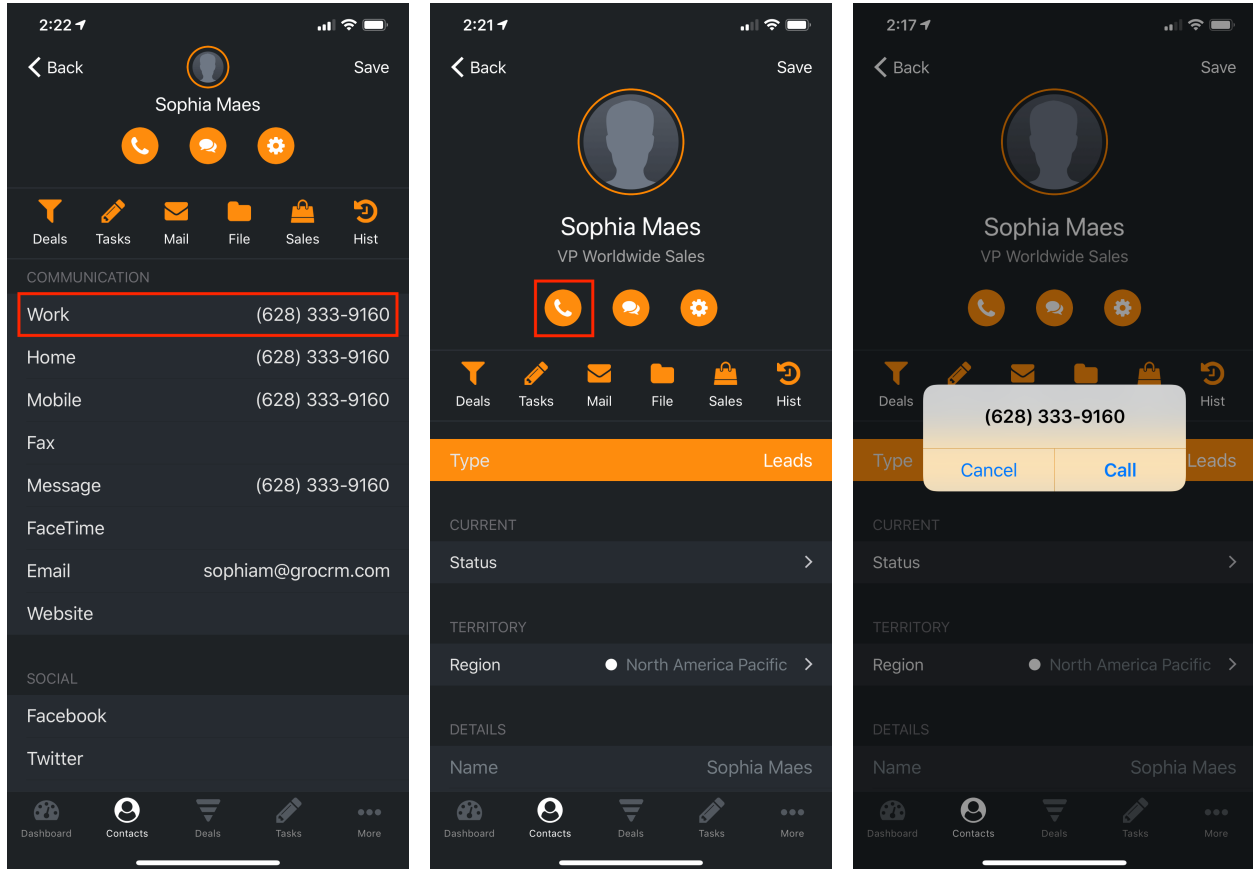 2:22
Back
Save
Sophia Maes
Deals Tasks Mail File Sales Hist
COMMUNICATION
Work (628) 333-9160
Home (628) 333-9160
Mobile (628) 333-9160
Fax
Message (628) 333-9160
FaceTime
Email sophiam@grocrm.com
Website
SOCIAL
Facebook
Twitter
Dashboard Contacts Deals Tasks More
2:21
Back
Save
Sophia Maes
VP Worldwide Sales
Deals Tasks Mail File Sales Hist
Type Leads
CURRENT
Status
TERRITORY
Region North America Pacific
DETAILS
Name Sophia Maes
Dashboard Contacts Deals Tasks More
2:17
Back
Save
Sophia Maes
VP Worldwide Sales
Deals Hist
(628) 333-9160
Type Leads
Cancel Call
CURRENT
Status
TERRITORY
Region North America Pacific
DETAILS
Name Sophia Maes
Dashboard Contacts Deals Tasks More